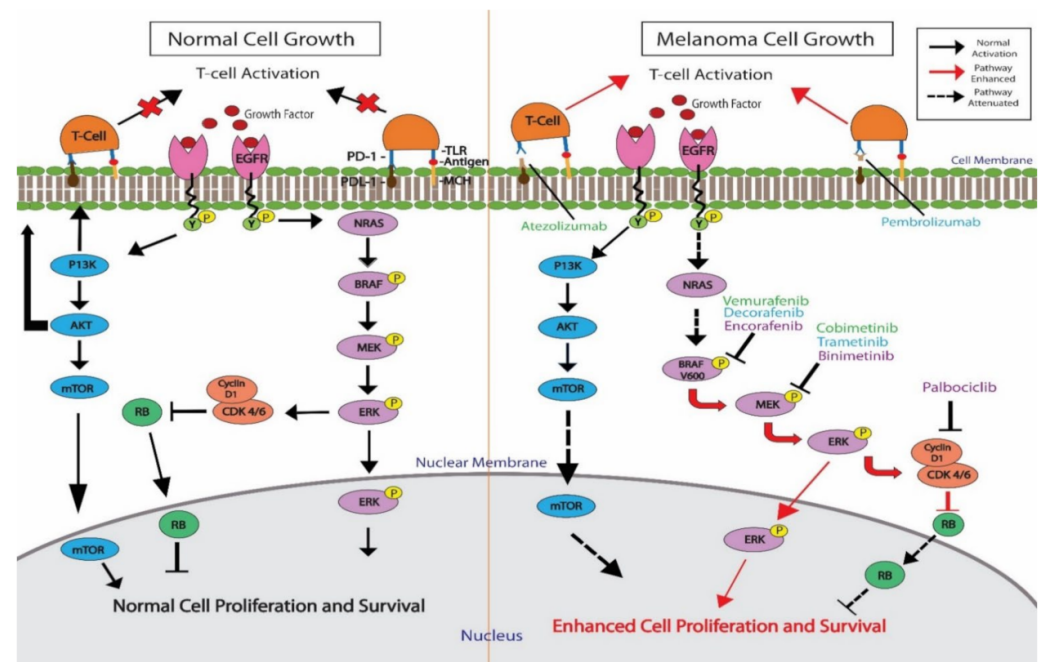 Normal Cell Growth
T-cell Activation
T-Cell
Growth Factor
EGFR
PD-1 -
PDL-1 -
-TLR
-Antigen
-MCH
Y
P
Y
P
NRAS
P13K
BRAF
P
AKT
MEK
P
mTOR
Cyclin
D1
CDK 4/6
RB
ERK
P
Nuclear Membrane
ERK
P
RB
mTOR
Normal Cell Proliferation and Survival
Nucleus
Melanoma Cell Growth
T-cell Activation
Normal
Activation
Pathway
Enhanced
Pathway
Attenuated
T-Cell
Growth Factor
EGFR
Cell Membrane
Atezolizumab
Y
P
Y
P
Pembrolizumab
P13K
NRAS
Vemurafenib
Decorafenib
Encorafenib
AKT
Cobimetinib
Trametinib
Binimetinib
BRAF
V600
P
mTOR
MEK
P
Palbociclib
ERK
P
Cyclin
D1
CDK 4/6
mTOR
RB
ERK
P
RB
Enhanced Cell Proliferation and Survival